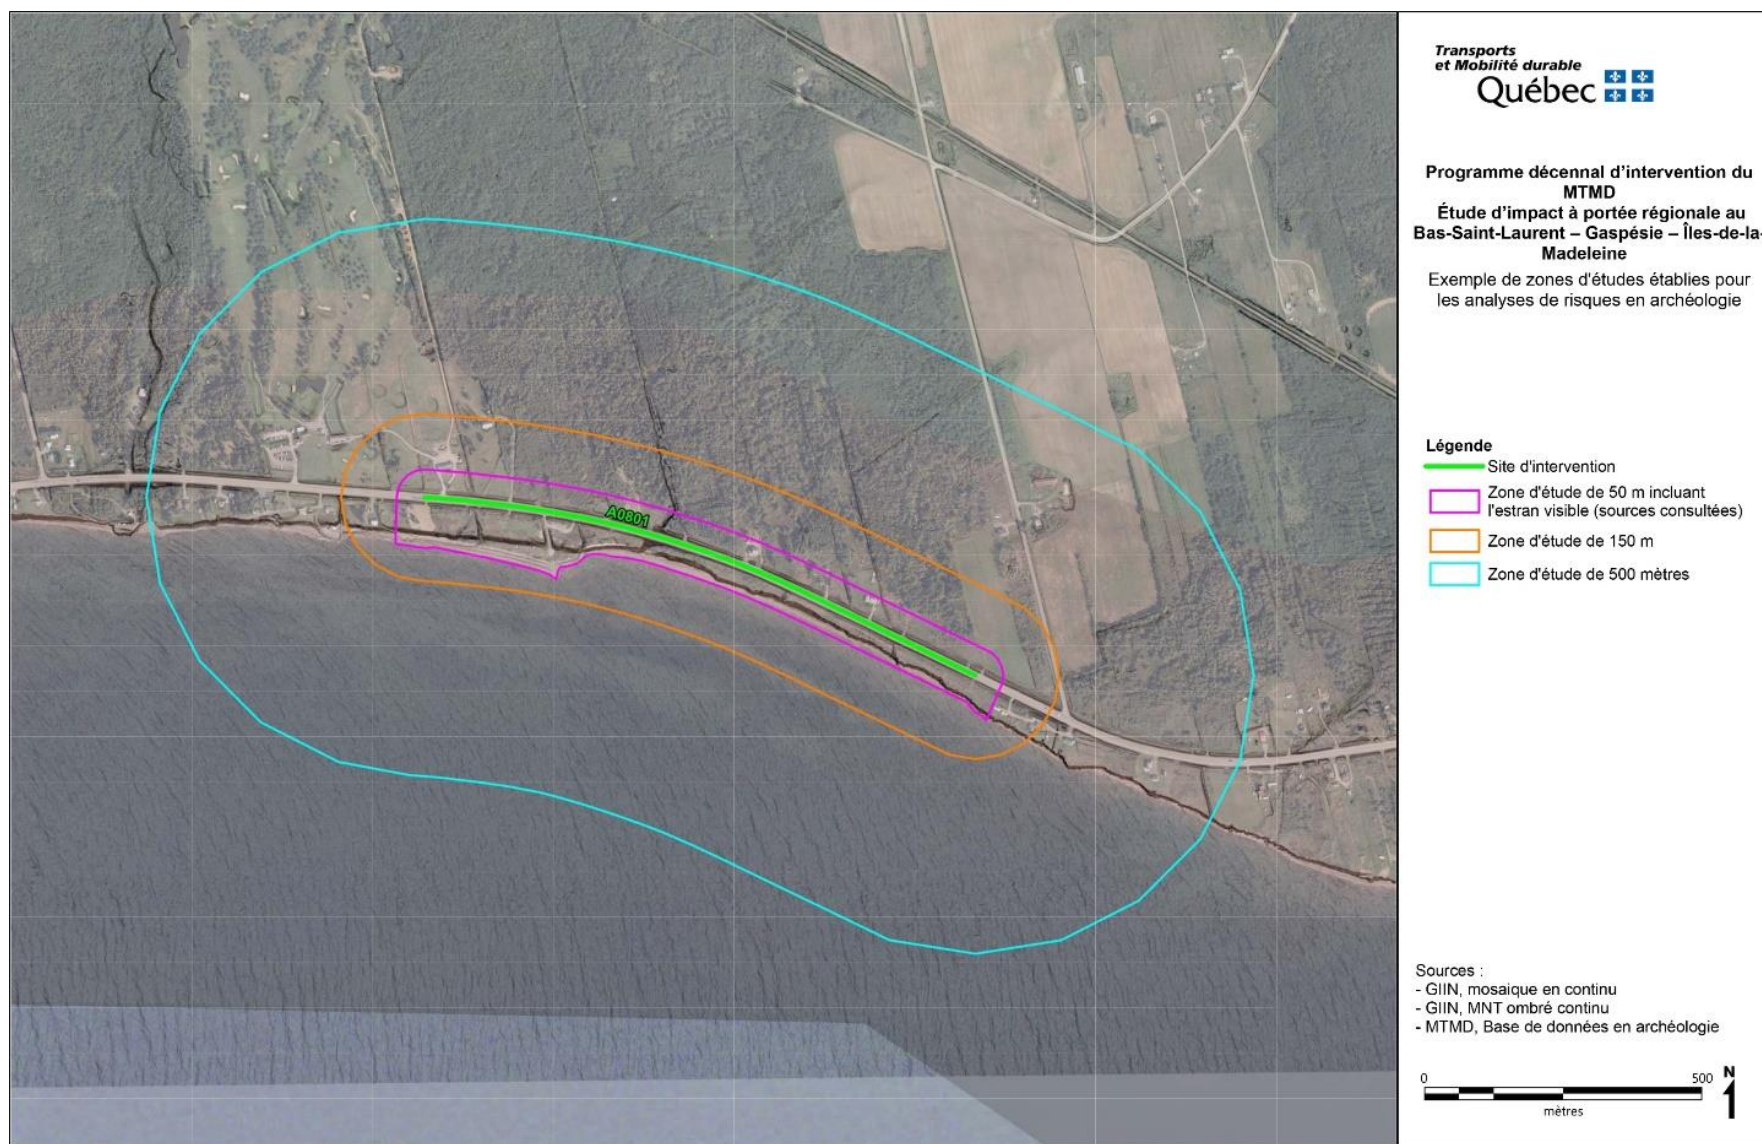 Transports
et Mobilité durable
Québec
Programme décennal d'intervention du
MTMD
Étude d'impact à portée régionale au
Bas-Saint-Laurent – Gaspésie – Îles-de-la-
Madeleine
Exemple de zones d'études établies pour
les analyses de risques en archéologie
A0801
Légende
Site d'intervention
Zone d'étude de 50 m incluant
l'estran visible (sources consultées)
Zone d'étude de 150 m
Zone d'étude de 500 mètres
Sources :
- GIIN, mosaique en continu
- GIIN, MNT ombré continu
- MTMD, Base de données en archéologie
0 500
mètres
N